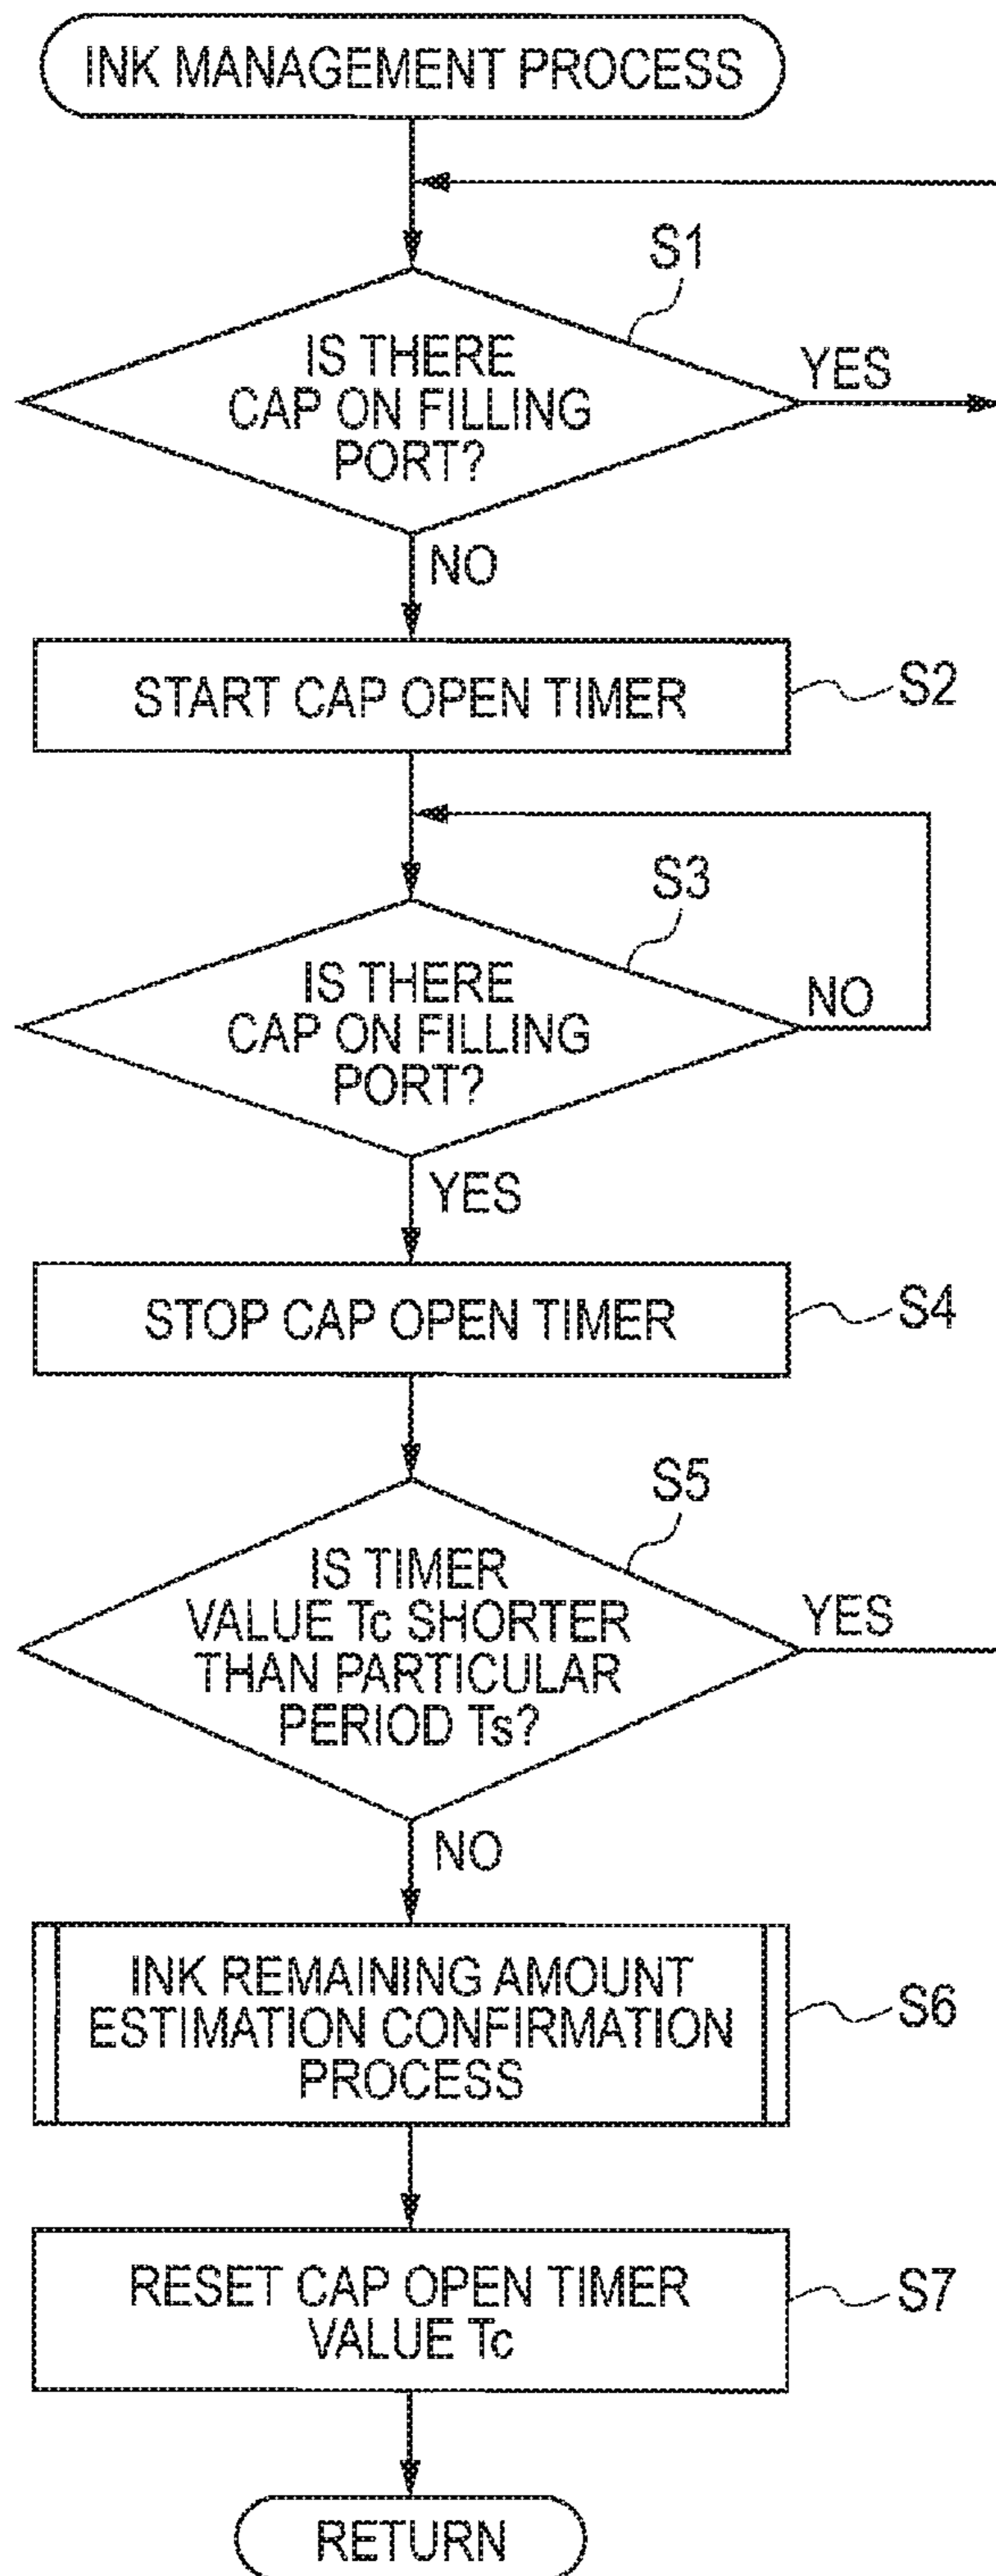 INK MANAGEMENT PROCESS
S1
IS THERE
CAP ON FILLING
PORT?
YES
NO
START CAP OPEN TIMER
S2
S3
IS THERE
CAP ON FILLING
PORT?
NO
YES
STOP CAP OPEN TIMER
S4
S5
IS TIMER
VALUE Tc SHORTER
THAN PARTICULAR
PERIOD Ts?
YES
NO
INK REMAINING AMOUNT
ESTIMATION CONFIRMATION
PROCESS
S6
RESET CAP OPEN TIMER
VALUE Tc
S7
RETURN